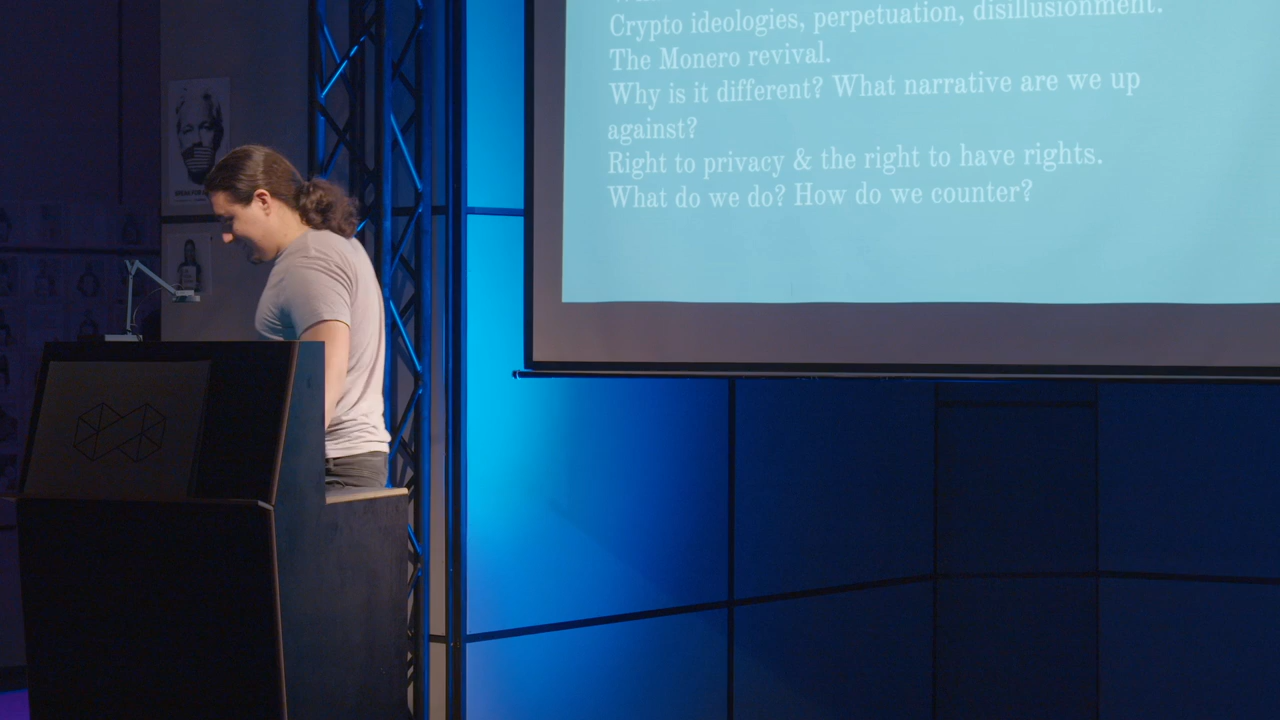 Crypto ideologies, perpetuation, disillusionment.
The Monero revival.
Why is it different? What narrative are we up
against?
Right to privacy & the right to have rights.
What do we do? How do we counter?